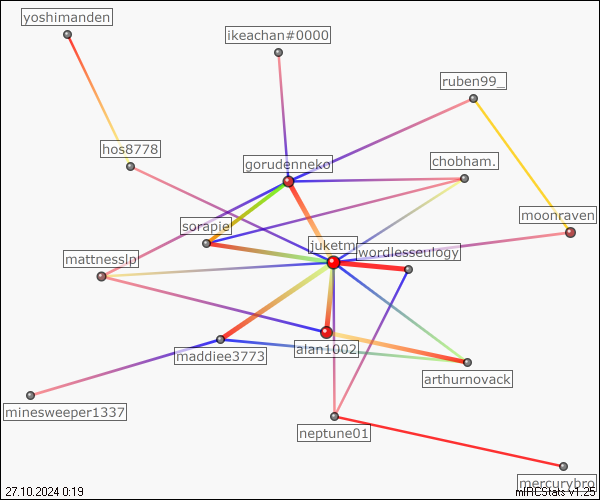 yoshimanden
ikeachan#0000
ruben99_
hos8778
gorudenneko
chobham.
moonraven
sorapie
juketm
wordlesseulogy
mattnesslp
alan1002
maddiee3773
arthurnovack
minesweeper1337
neptune01
mercurybro
27.10.2024 0:19
mIRCStats v1.25